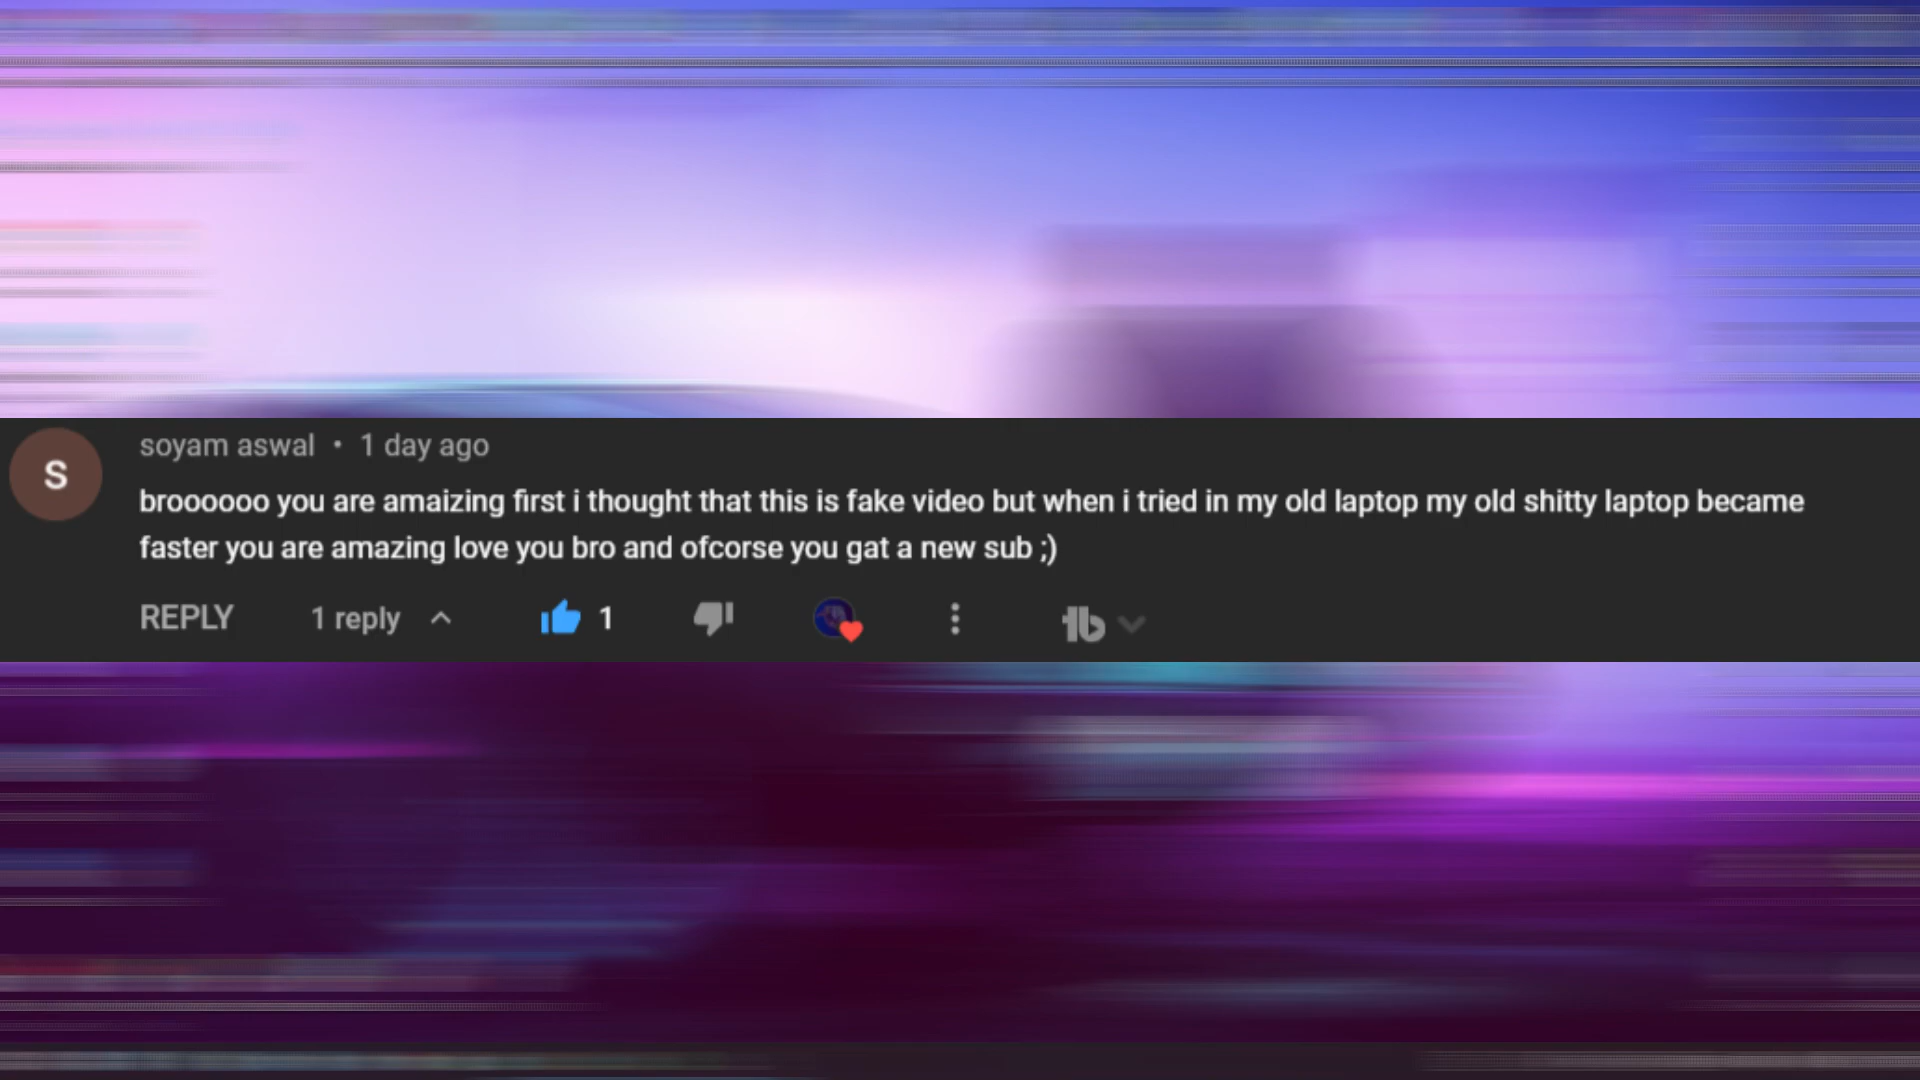 S
soyam aswal • 1 day ago
broooooo you are amaizing first i thought that this is fake video but when i tried in my old laptop my old shitty laptop became
faster you are amazing love you bro and ofcorse you gat a new sub ;)
REPLY 1 reply 1 tb